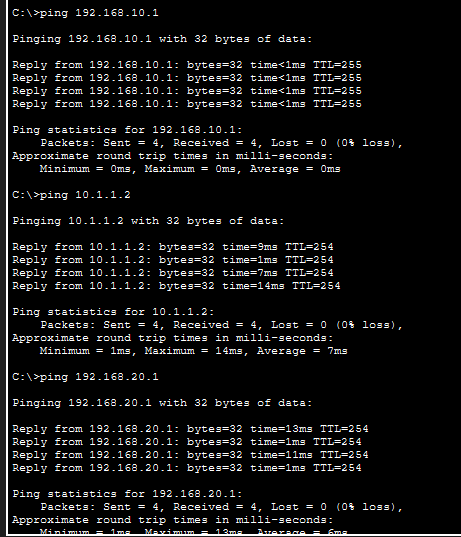 C:\>ping 192.168.10.1
Pinging 192.168.10.1 with 32 bytes of data:
Reply from 192.168.10.1: bytes=32 time<1ms TTL=255
Reply from 192.168.10.1: bytes=32 time<1ms TTL=255
Reply from 192.168.10.1: bytes=32 time<1ms TTL=255
Reply from 192.168.10.1: bytes=32 time<1ms TTL=255
Ping statistics for 192.168.10.1:
Packets: Sent = 4, Received = 4, Lost = 0 (0% loss),
Approximate round trip times in milli-seconds:
Minimum = 0ms, Maximum = 0ms, Average = 0ms
C:\>ping 10.1.1.2
Pinging 10.1.1.2 with 32 bytes of data:
Reply from 10.1.1.2: bytes=32 time=9ms TTL=254
Reply from 10.1.1.2: bytes=32 time=1ms TTL=254
Reply from 10.1.1.2: bytes=32 time=7ms TTL=254
Reply from 10.1.1.2: bytes=32 time=14ms TTL=254
Ping statistics for 10.1.1.2:
Packets: Sent = 4, Received = 4, Lost = 0 (0% loss),
Approximate round trip times in milli-seconds:
Minimum = 1ms, Maximum = 14ms, Average = 7ms
C:\>ping 192.168.20.1
Pinging 192.168.20.1 with 32 bytes of data:
Reply from 192.168.20.1: bytes=32 time=13ms TTL=254
Reply from 192.168.20.1: bytes=32 time=1ms TTL=254
Reply from 192.168.20.1: bytes=32 time=11ms TTL=254
Reply from 192.168.20.1: bytes=32 time=1ms TTL=254
Ping statistics for 192.168.20.1:
Packets: Sent = 4, Received = 4, Lost = 0 (0% loss),
Approximate round trip times in milli-seconds:
Minimum = 1ms, Maximum = 13ms, Average = 6ms